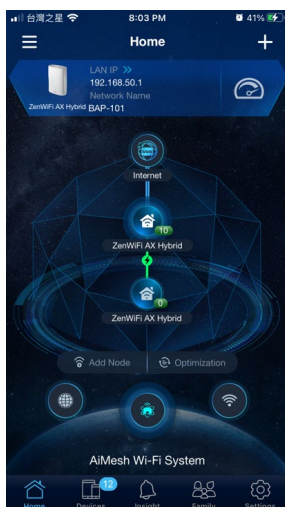 台灣之星 8:03 PM 41%
Home
LAN IP
192.168.50.1
Network Name
ZenWiFi AX Hybrid BAP-101
Internet
10
ZenWiFi AX Hybrid
0
ZenWiFi AX Hybrid
Add Node Optimization
AiMesh Wi-Fi System
12
Home Devices Insight Family Settings